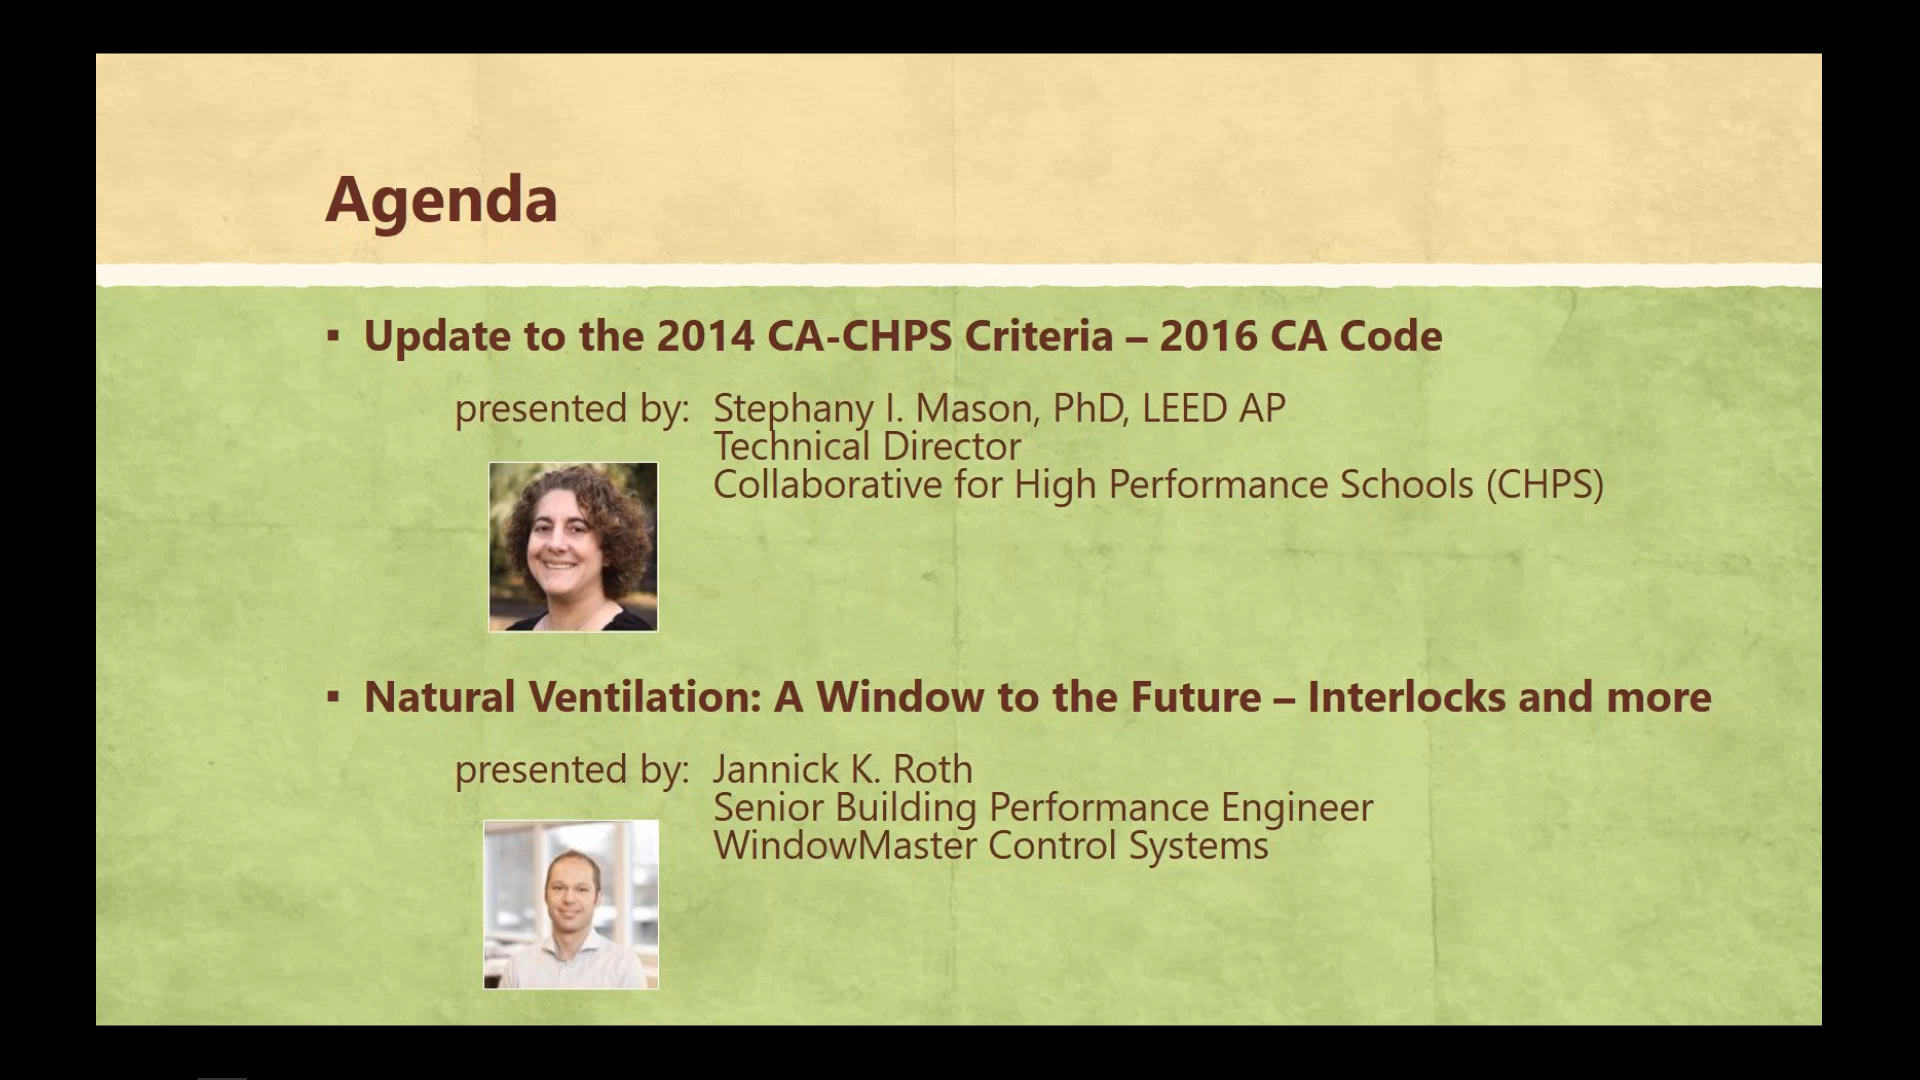 Agenda
▪ Update to the 2014 CA-CHPS Criteria – 2016 CA Code
presented by: Stephany I. Mason, PhD, LEED AP
Technical Director
Collaborative for High Performance Schools (CHPS)
▪ Natural Ventilation: A Window to the Future – Interlocks and more
presented by: Jannick K. Roth
Senior Building Performance Engineer
WindowMaster Control Systems